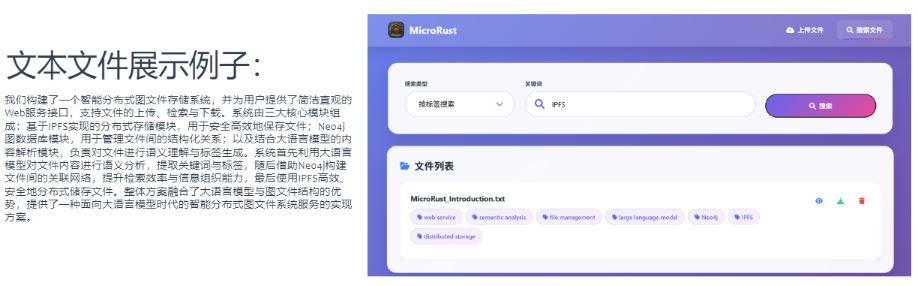 文本文件展示例子：
我们构建了一个智能分布式图文件存储系统，并为用户提供了简洁直观的
Web服务接口，支持文件的上传、检索与下载。系统由三大核心模块组
成：基于IPFS实现的分布式存储模块，用于安全高效地保存文件；Neo4j
图数据库模块，用于管理文件间的结构化关系；以及结合大语言模型的内
容解析模块，负责对文件进行语义理解与标签生成。系统首先利用大语言
模型对文件内容进行语义分析，提取关键词与标签，随后借助Neo4j构建
文件间的关联网络，提升检索效率与信息组织能力，最后使用IPFS高效、
安全地分布式储存文件。整体方案融合了大语言模型与图文件结构的优
势，提供了一种面向大语言模型时代的智能分布式图文件系统服务的实现
方案。
MicroRust
上传文件
搜索文件
搜索类型
关键词
按标签搜索
IPFS
搜索
文件列表
MicroRust_Introduction.txt
web service
semantic analysis
file management
large language model
Neo4j
IPFS
distributed storage